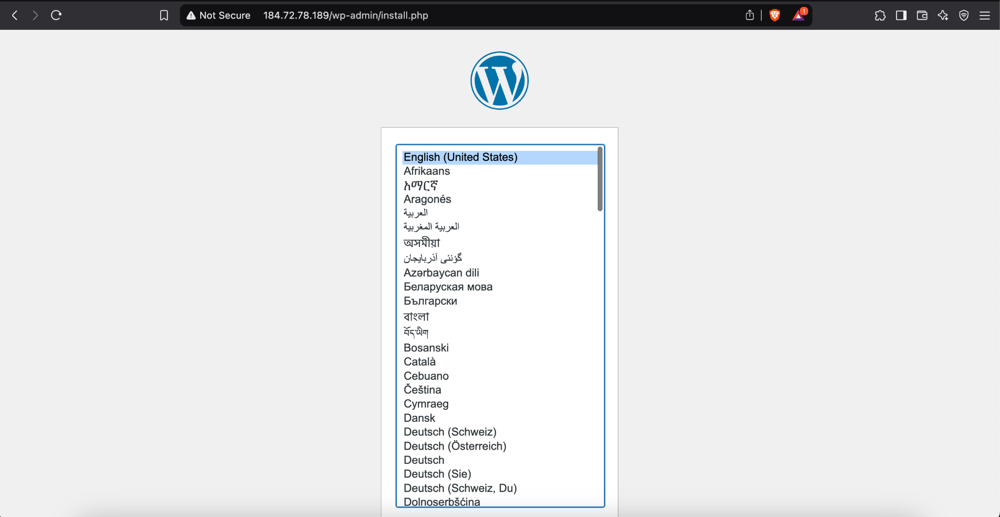 Not Secure 184.72.78.189/wp-admin/install.php 1
English (United States)
Afrikaans
አማርኛ
Aragonés
العربية
العربية المغربية
অসমীয়া
گؤنئی آذربایجان
Azərbaycan dili
Беларуская мова
Български
বাংলা
བོད་ཡིག
Bosanski
Català
Cebuano
Čeština
Cymraeg
Dansk
Deutsch (Schweiz)
Deutsch (Österreich)
Deutsch
Deutsch (Sie)
Deutsch (Schweiz, Du)
Dolnoserbšćina